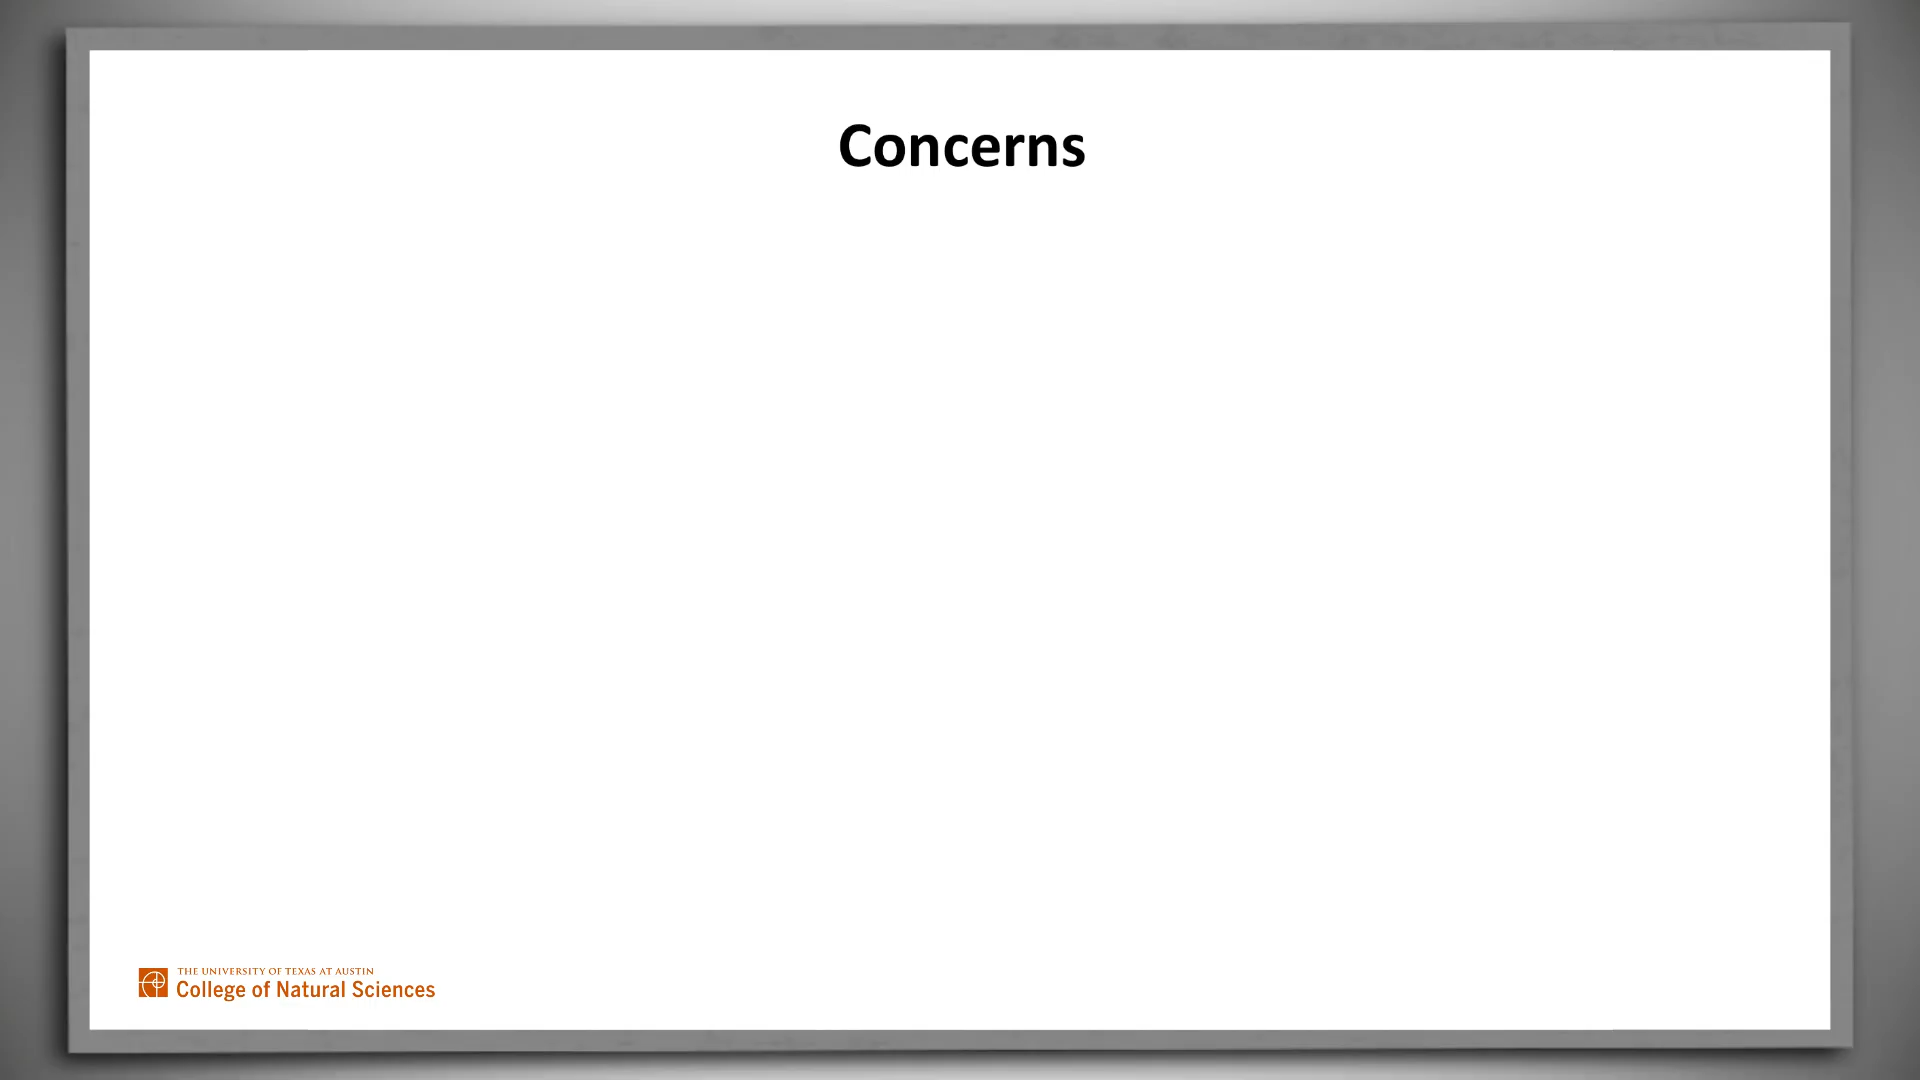 Concerns
THE UNIVERSITY OF TEXAS AT AUSTIN
College of Natural Sciences